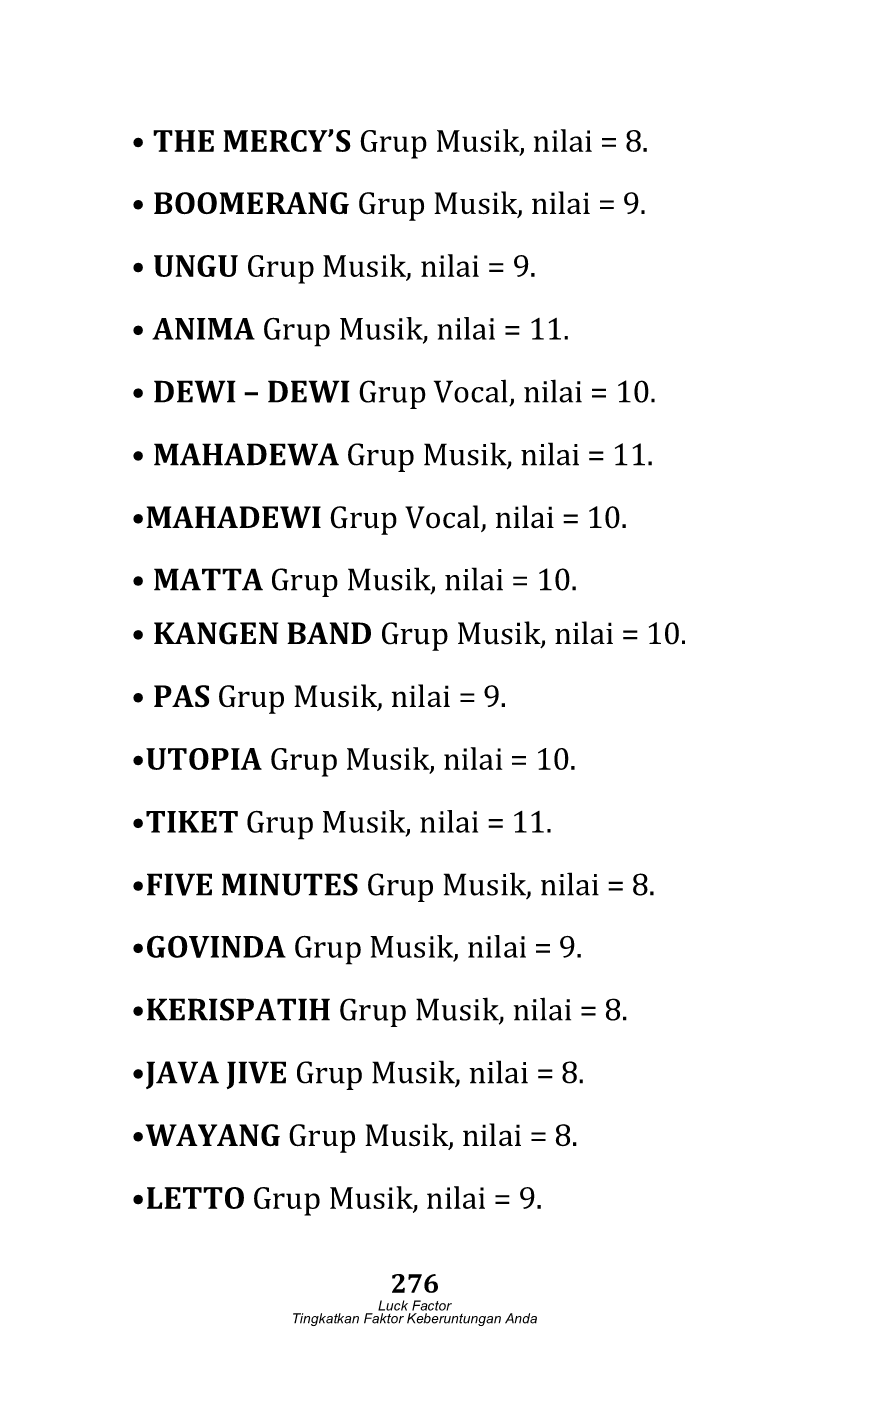 • THE MERCY’S Grup Musik, nilai = 8.
• BOOMERANG Grup Musik, nilai = 9.
• UNGU Grup Musik, nilai = 9.
• ANIMA Grup Musik, nilai = 11.
• DEWI – DEWI Grup Vocal, nilai = 10.
• MAHADEWA Grup Musik, nilai = 11.
•MAHADEWI Grup Vocal, nilai = 10.
• MATTA Grup Musik, nilai = 10.
• KANGEN BAND Grup Musik, nilai = 10.
• PAS Grup Musik, nilai = 9.
•UTOPIA Grup Musik, nilai = 10.
•TIKET Grup Musik, nilai = 11.
•FIVE MINUTES Grup Musik, nilai = 8.
•GOVINDA Grup Musik, nilai = 9.
•KERISPATIH Grup Musik, nilai = 8.
•JAVA JIVE Grup Musik, nilai = 8.
•WAYANG Grup Musik, nilai = 8.
•LETTO Grup Musik, nilai = 9.
276
Luck Factor
Tingkatkan Faktor Keberuntungan Anda